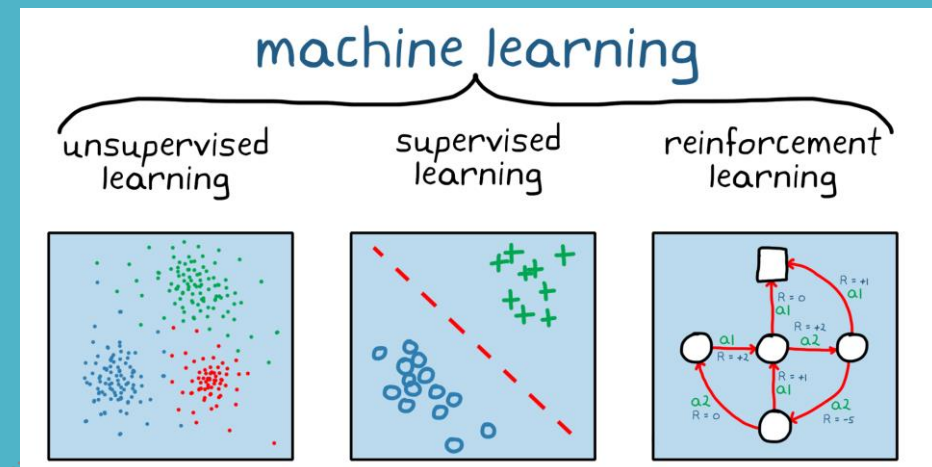 machine learning
unsupervised
learning
supervised
learning
reinforcement
learning
R = 0
a1
R = +1
a1
a1
R = +2
R = +2
a2
R = +1
a1
a2
R = 0
a2
R = -5